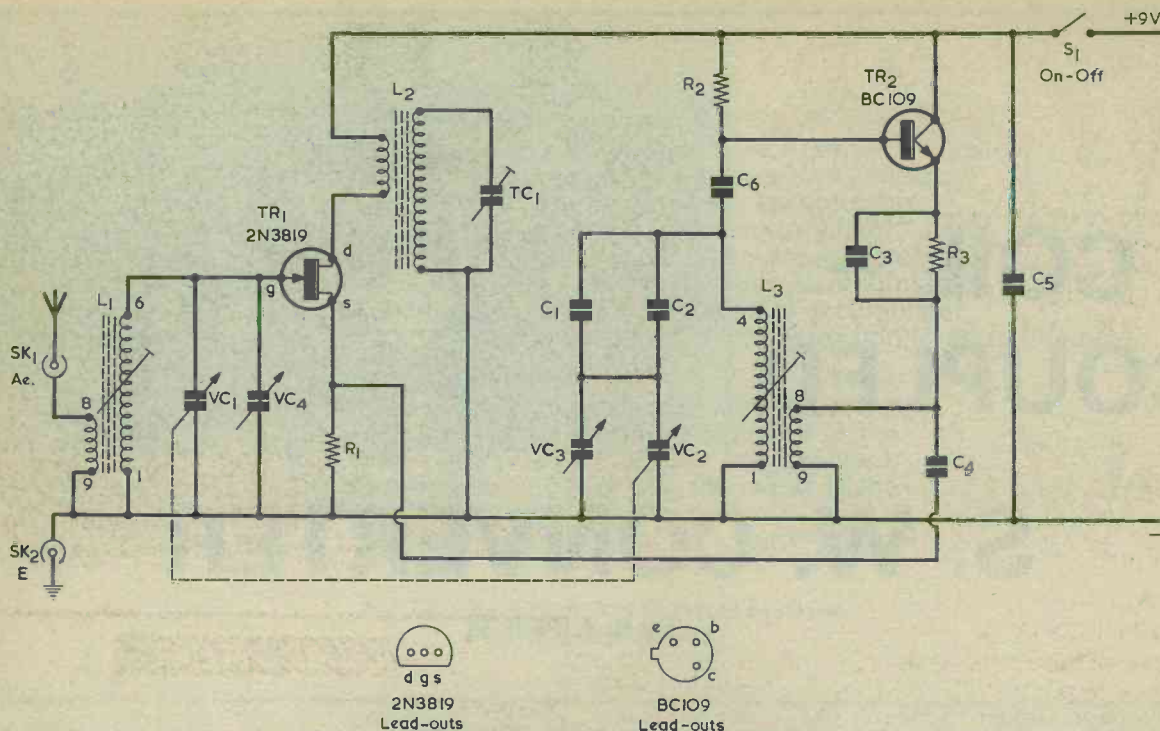 +9V
S1
On-Off
R2
TR2
BC109
L2
C6
TC1
TR1
2N3819
d
g
s
C3
R3
C5
L1
6
C1
C2
L3
4
SK1
Ae.
8
VC1
VC4
8
VC3
VC2
R1
C4
9
1
1
9
SK2
E
–
d g s
2N3819
Lead-outs
e
b
c
BC109
Lead-outs